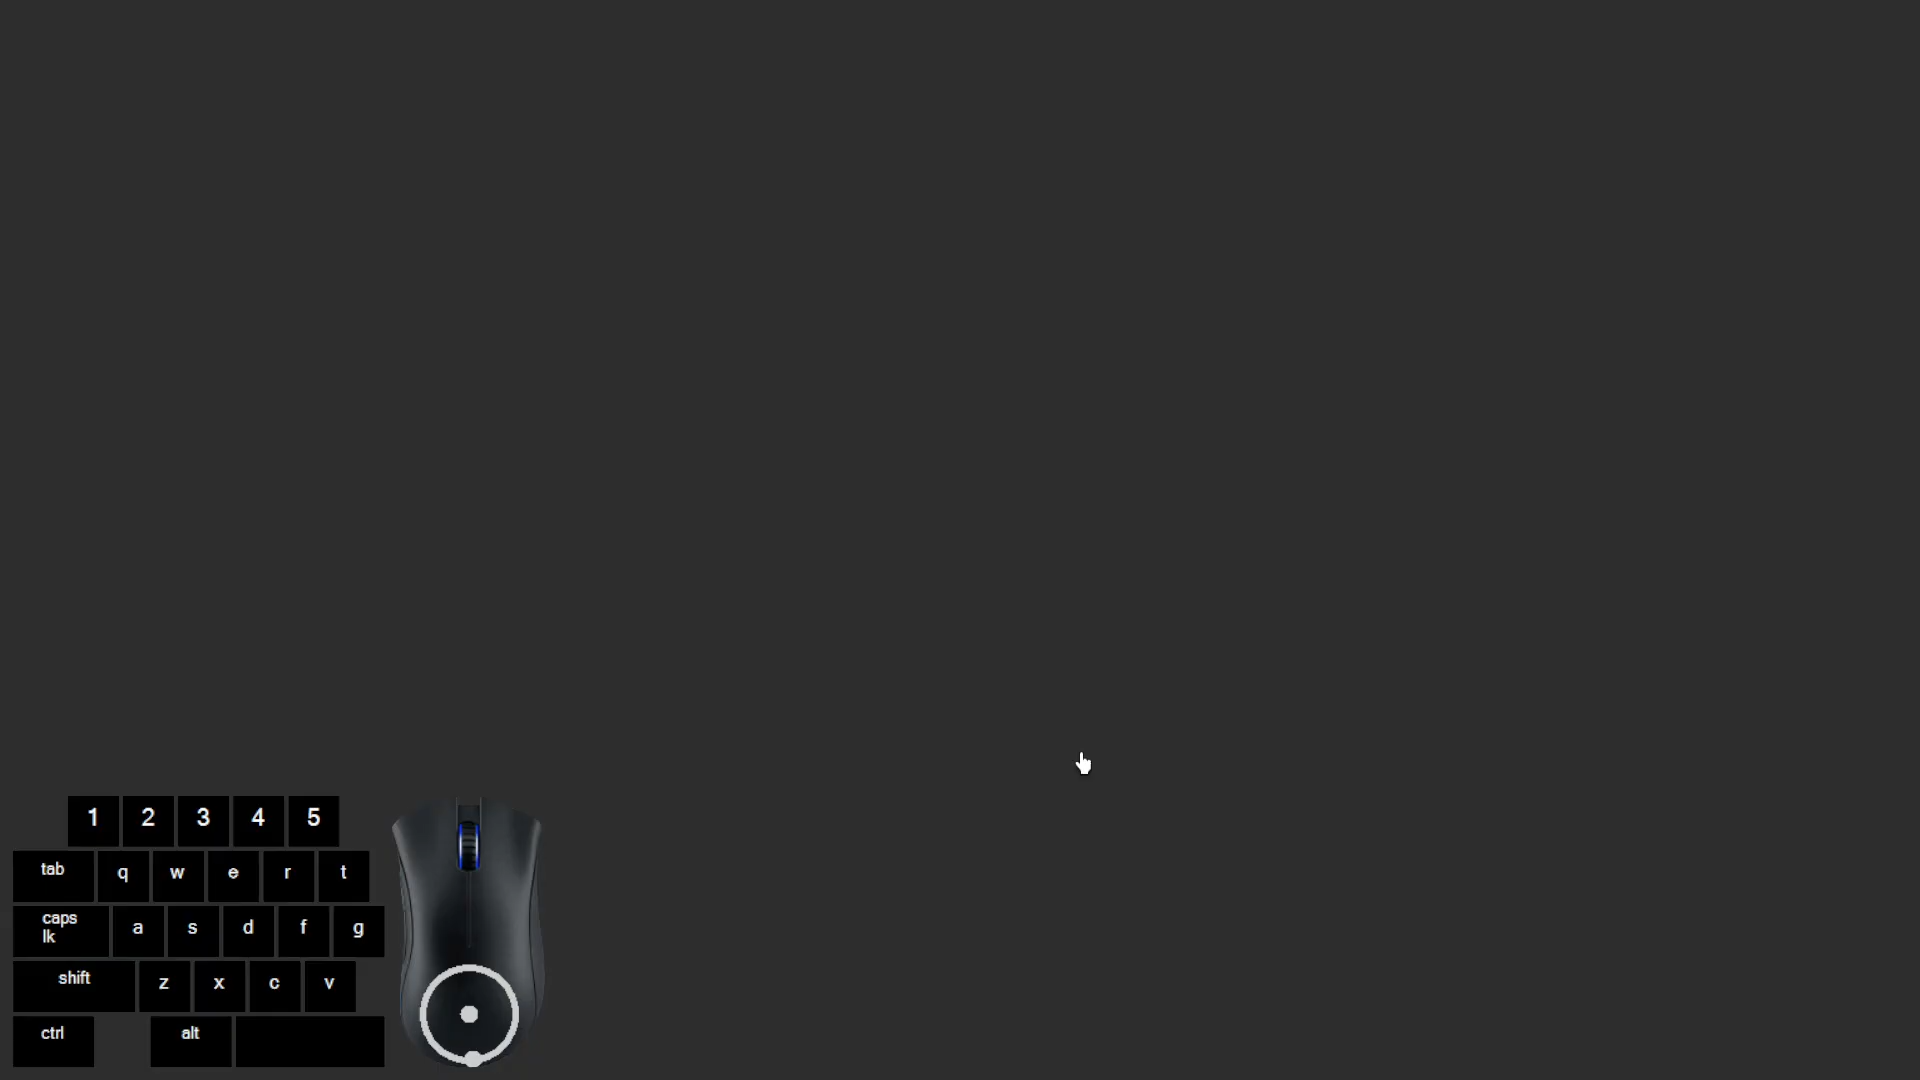 1 2 3 4 5
tab q w e r t
caps
lk a s d f g
shift z x c v
ctrl alt